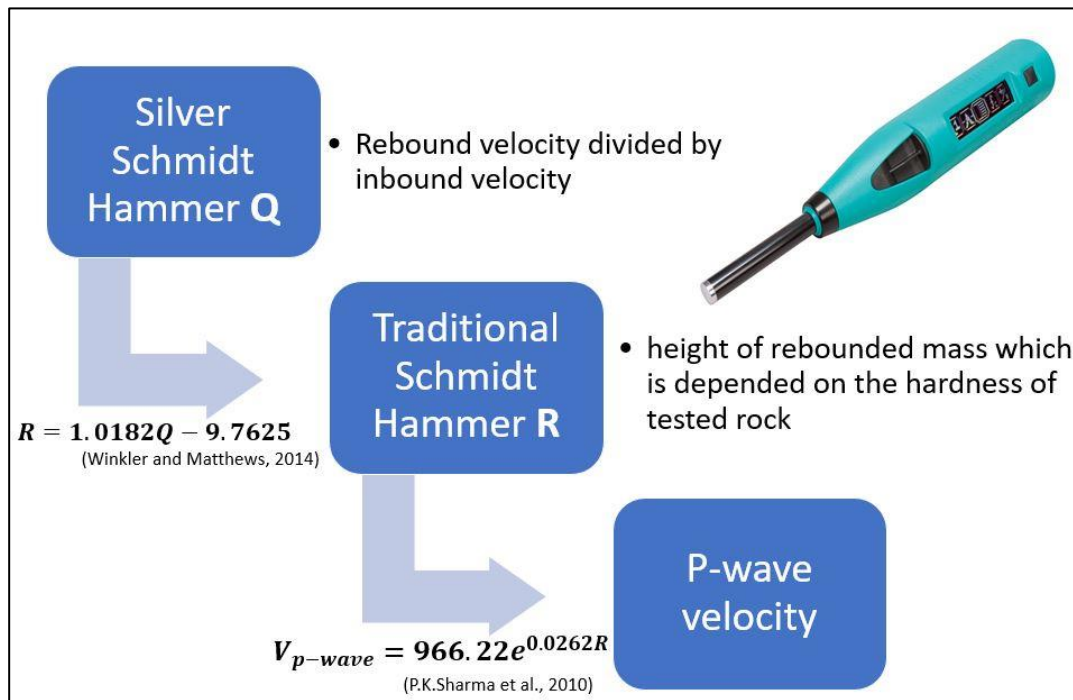 Silver
Schmidt
Hammer Q
• Rebound velocity divided by
inbound velocity
Traditional
Schmidt
Hammer R
• height of rebounded mass which
is depended on the hardness of
tested rock
R = 1.0182Q − 9.7625
(Winkler and Matthews, 2014)
P-wave
velocity
V_{p−wave} = 966.22e^{0.0262R}
(P.K.Sharma et al., 2010)